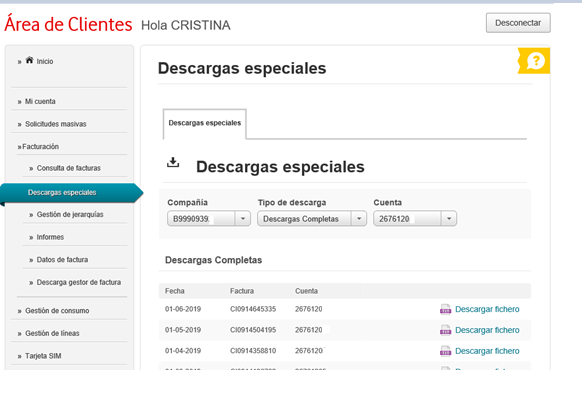 Área de Clientes Hola CRISTINA
Desconectar
» Inicio
» Mi cuenta
» Solicitudes masivas
»Facturación
» Consulta de facturas
Descargas especiales
» Gestión de jerarquías
» Informes
» Datos de factura
» Descarga gestor de factura
» Gestión de consumo
» Gestión de líneas
» Tarjeta SIM
Descargas especiales
?
Descargas especiales
Descargas especiales
Compañía Tipo de descarga Cuenta
B9990939. Descargas Completas 2676120
Descargas Completas
Fecha Factura Cuenta
01-06-2019 CI0914645335 2676120 Descargar fichero
01-05-2019 CI0914504195 2676120 Descargar fichero
01-04-2019 CI0914358810 2676120 Descargar fichero